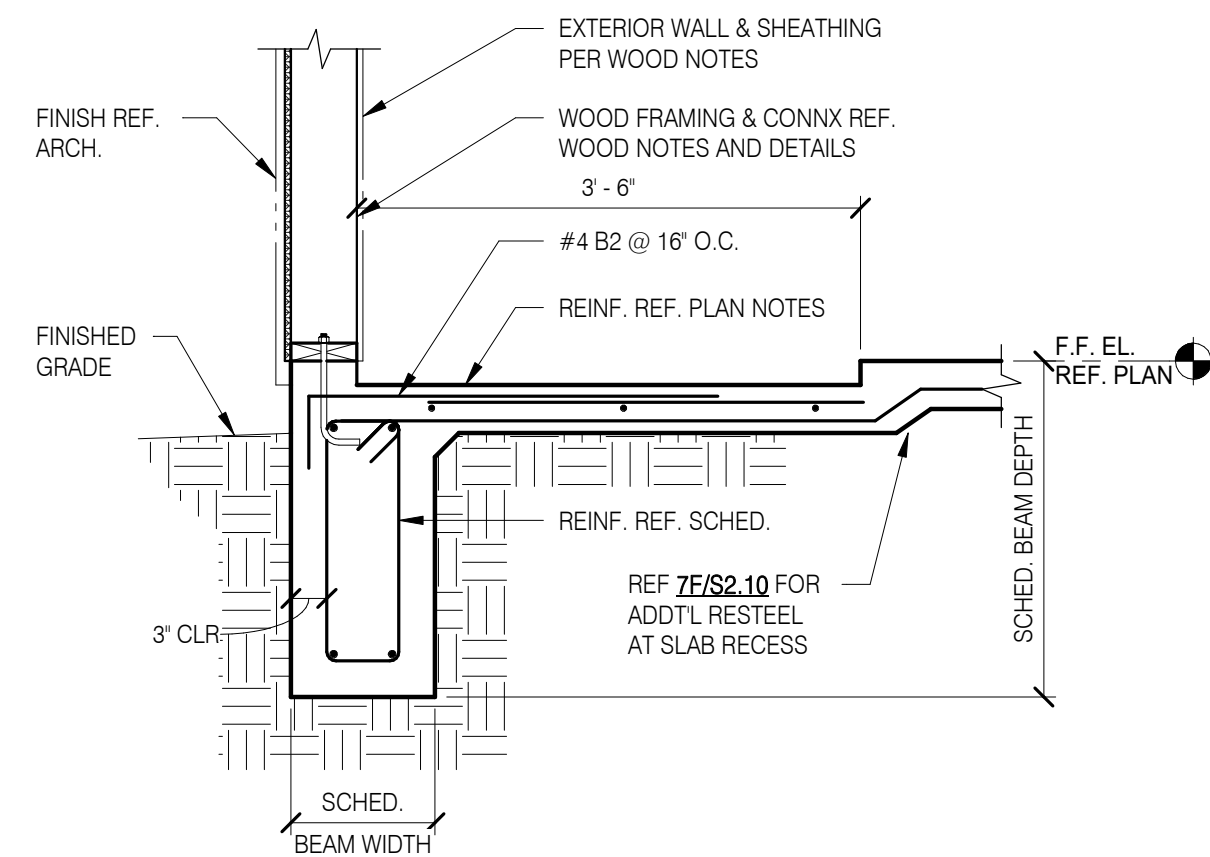 EXTERIOR WALL & SHEATHING
PER WOOD NOTES
FINISH REF.
ARCH.
WOOD FRAMING & CONNX REF.
WOOD NOTES AND DETAILS
3' - 6"
#4 B2 @ 16" O.C.
REINF. REF. PLAN NOTES
FINISHED
GRADE
F.F. EL.
REF. PLAN
REINF. REF. SCHED.
SCHED. BEAM DEPTH
REF 7F/S2.10 FOR
ADDT'L RESTEEL
AT SLAB RECESS
3" CLR
SCHED.
BEAM WIDTH